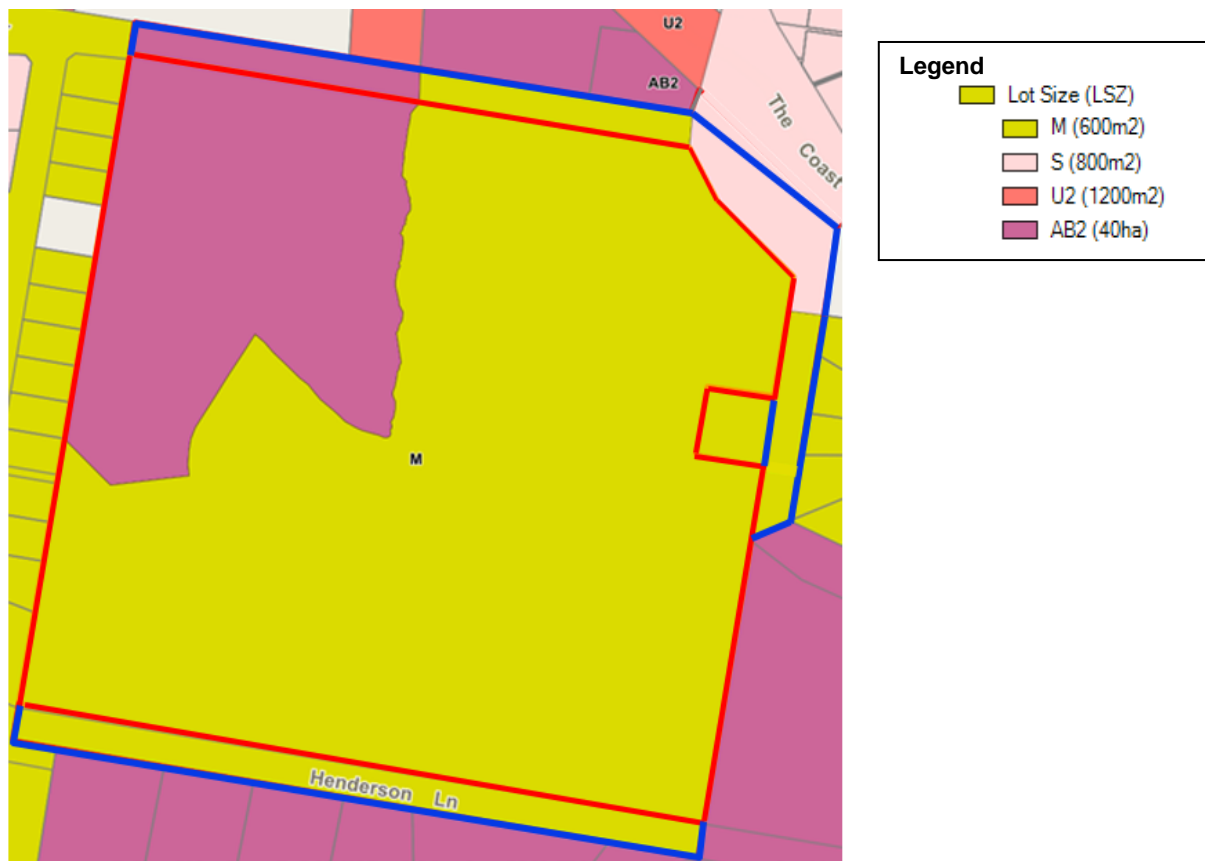 U2
AB2
The Coast
M
Henderson Ln
Legend
Lot Size (LSZ)
M (600m2)
S (800m2)
U2 (1200m2)
AB2 (40ha)